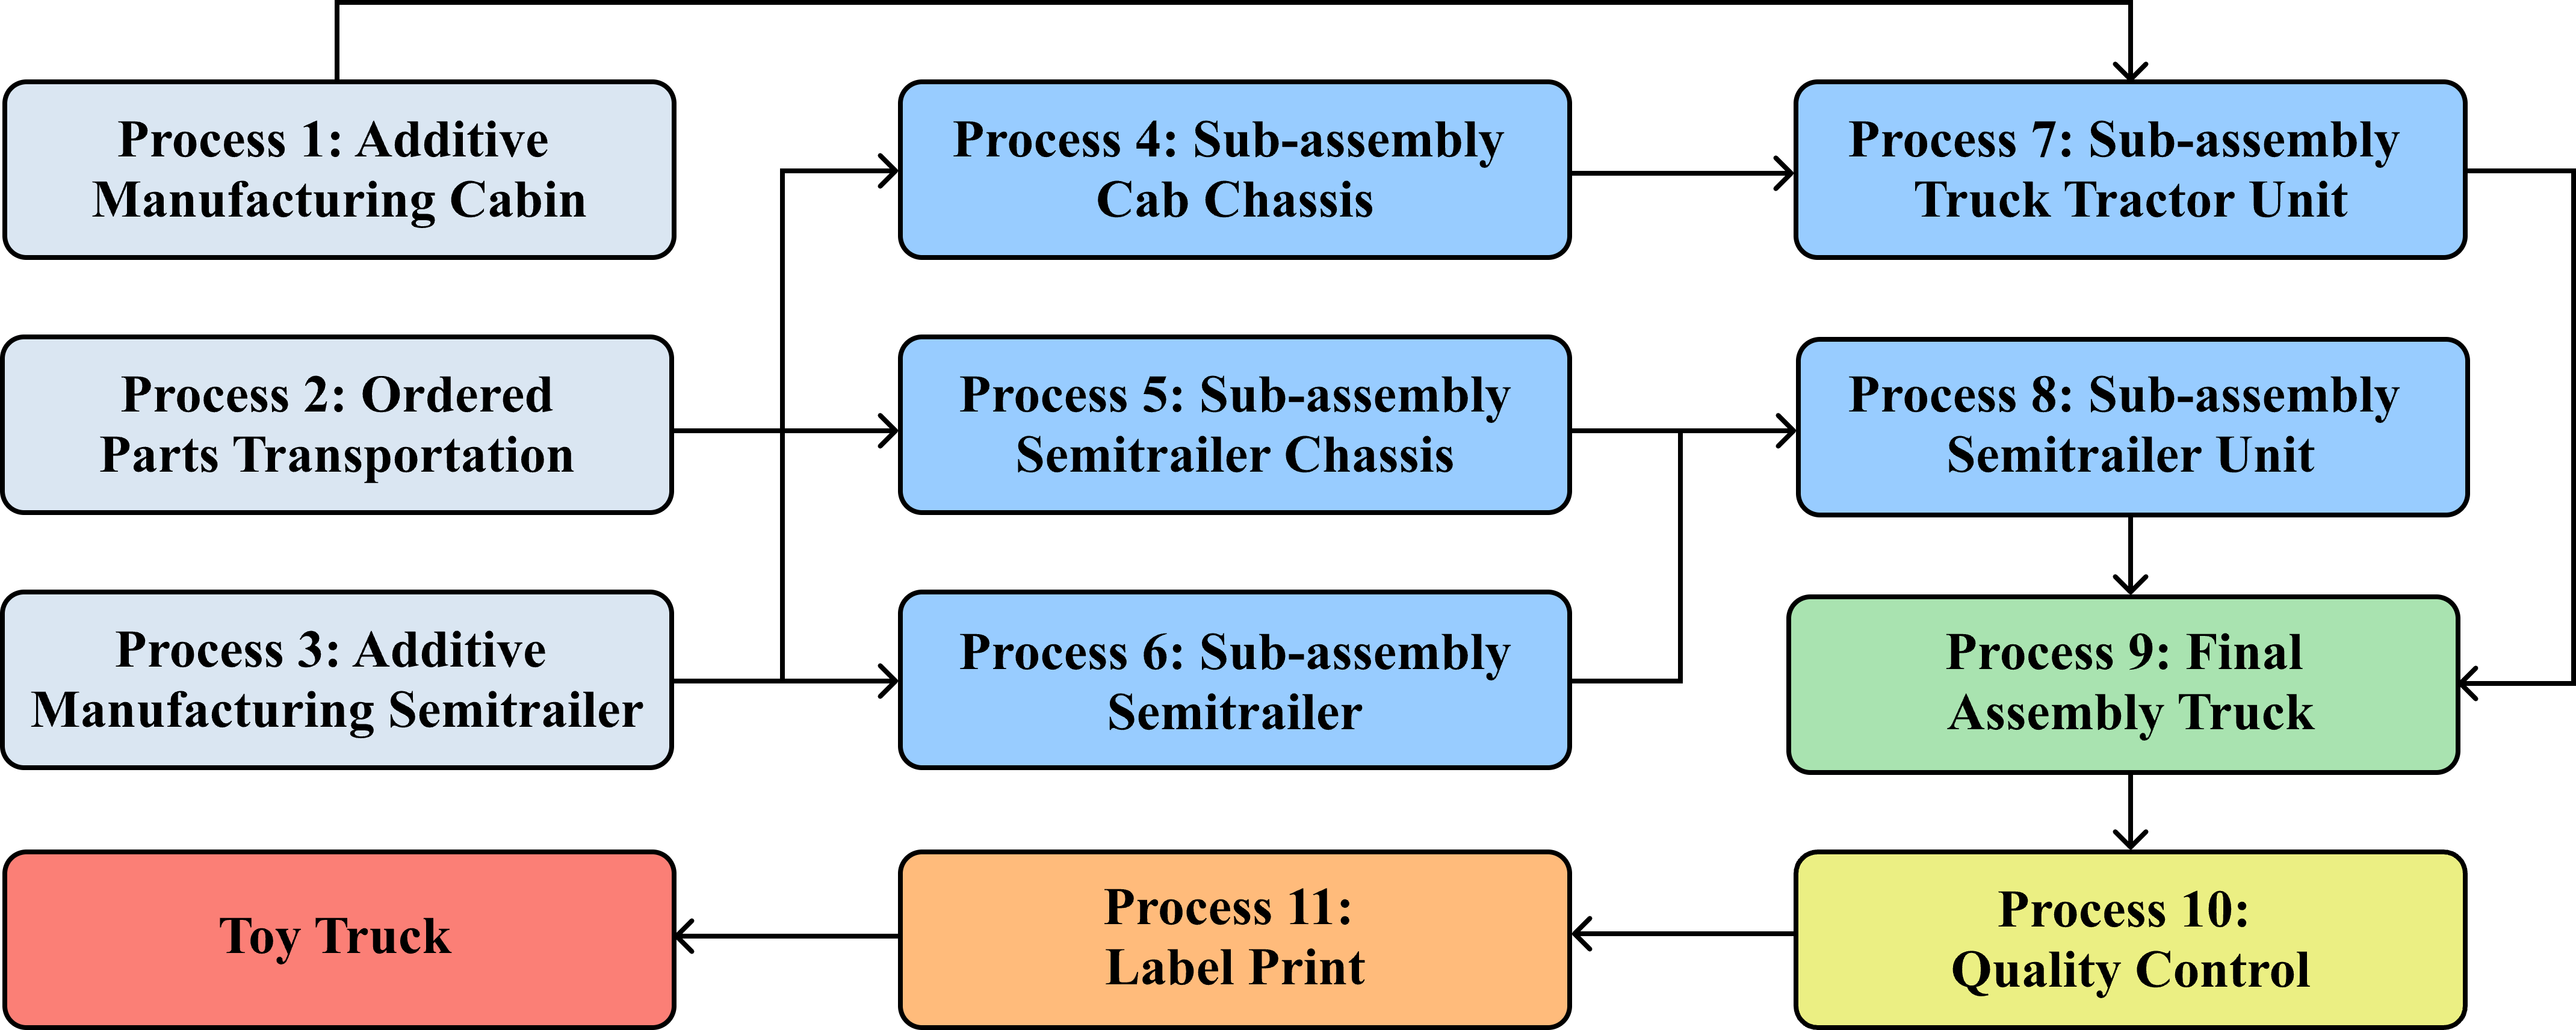 Process 1: Additive
Manufacturing Cabin
Process 4: Sub-assembly
Cab Chassis
Process 7: Sub-assembly
Truck Tractor Unit
Process 2: Ordered
Parts Transportation
Process 5: Sub-assembly
Semitrailer Chassis
Process 8: Sub-assembly
Semitrailer Unit
Process 3: Additive
Manufacturing Semitrailer
Process 6: Sub-assembly
Semitrailer
Process 9: Final
Assembly Truck
Toy Truck
Process 11:
Label Print
Process 10:
Quality Control